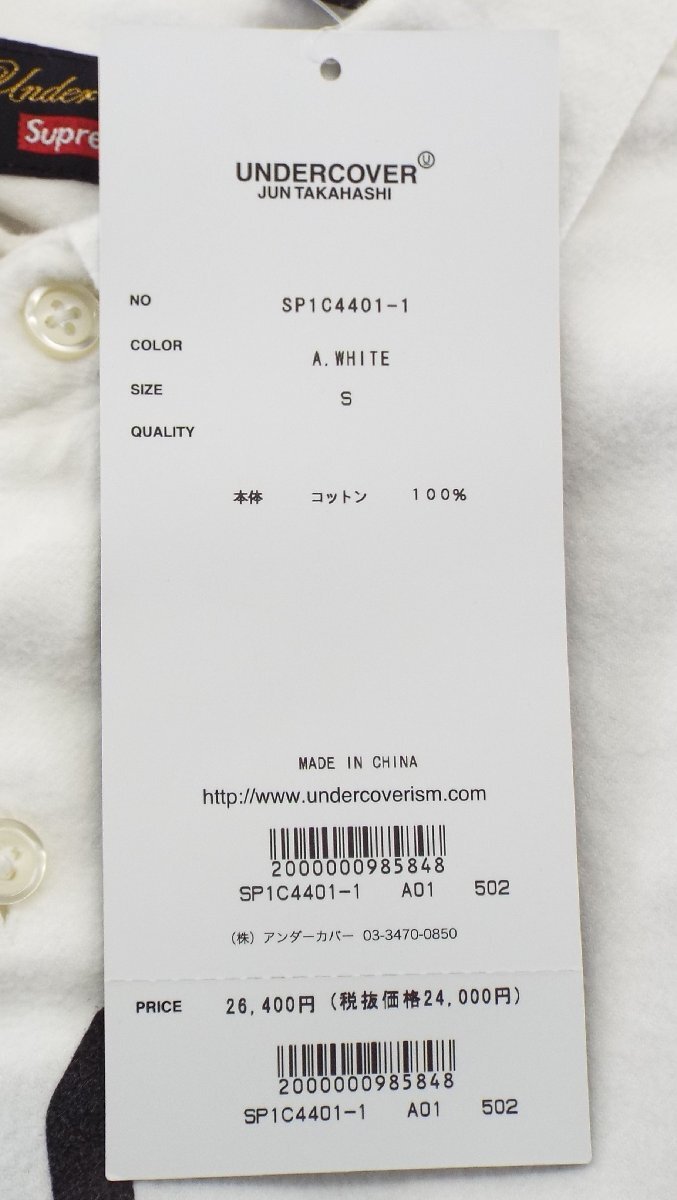 Under
Supre
UNDERCOVER U
JUN TAKAHASHI
NO SP1C4401-1
COLOR A.WHITE
SIZE S
QUALITY
本体 コットン 100%
MADE IN CHINA
http://www.undercoverism.com
2000000985848
SP1C4401-1 A01 502
(株) アンダーカバー 03-3470-0850
PRICE 26,400円 (税抜価格24,000円)
2000000985848
SP1C4401-1 A01 502